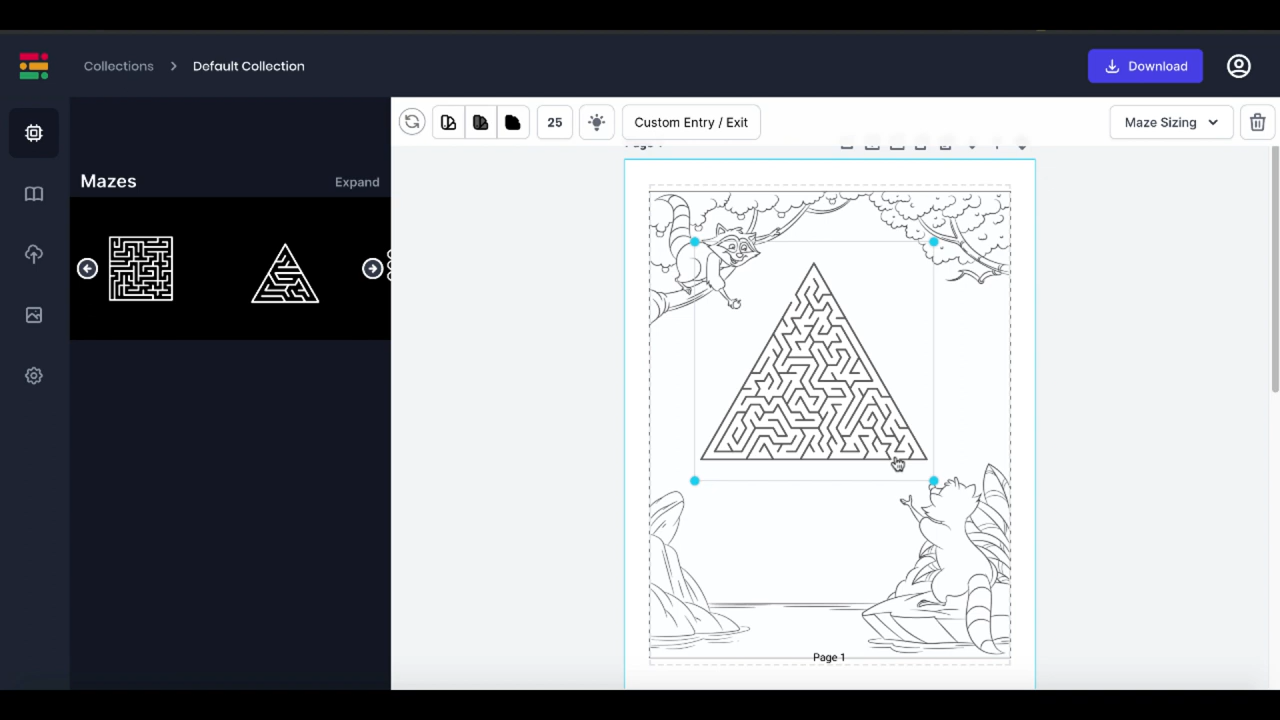 Collections > Default Collection
Download
25
Custom Entry / Exit
Maze Sizing
Mazes
Expand
Page 1